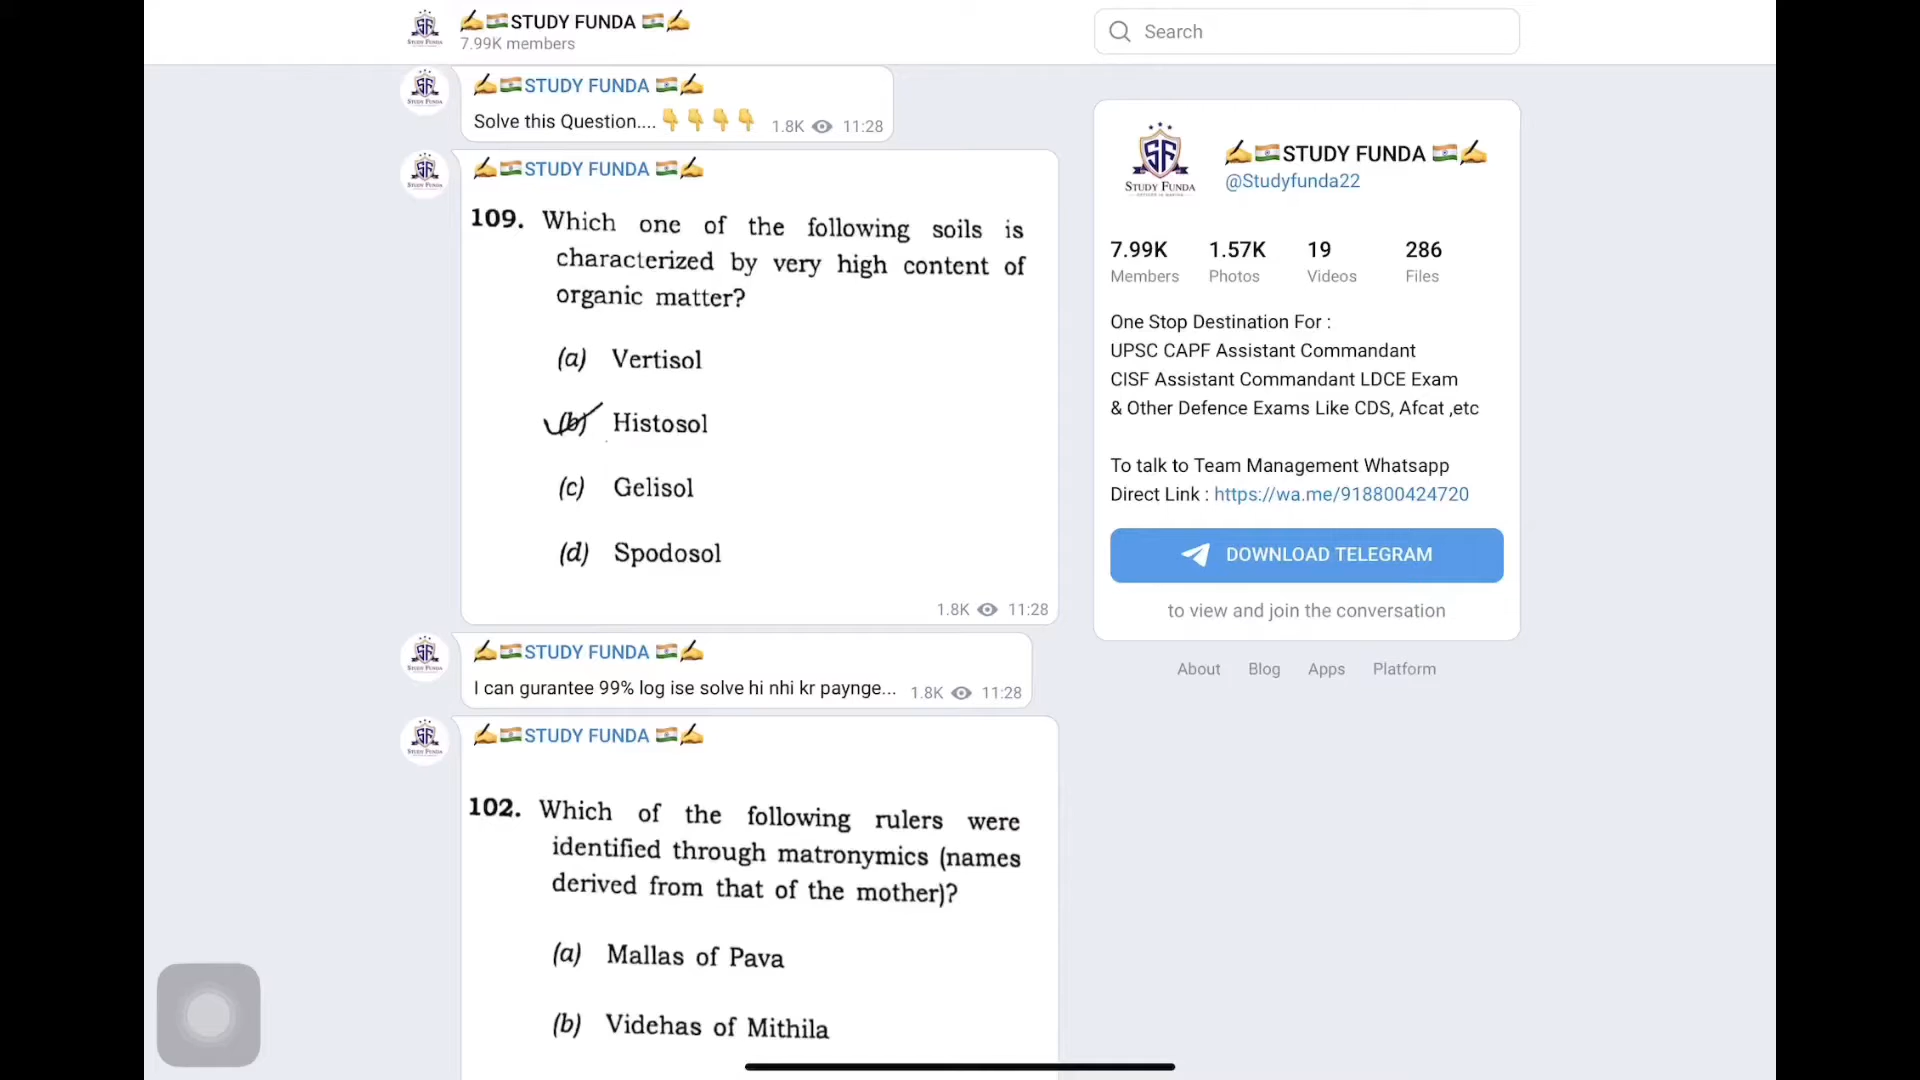 ✍️🇮🇳STUDY FUNDA 🇮🇳✍️
7.99K members
Search
✍️🇮🇳STUDY FUNDA 🇮🇳✍️
Solve this Question.... 👇👇👇👇 1.8K 11:28
✍️🇮🇳STUDY FUNDA 🇮🇳✍️
109. Which one of the following soils is
characterized by very high content of
organic matter?
(a) Vertisol
(b) Histosol
(c) Gelisol
(d) Spodosol
1.8K 11:28
✍️🇮🇳STUDY FUNDA 🇮🇳✍️
I can gurantee 99% log ise solve hi nhi kr paynge... 1.8K 11:28
✍️🇮🇳STUDY FUNDA 🇮🇳✍️
102. Which of the following rulers were
identified through matronymics (names
derived from that of the mother)?
(a) Mallas of Pava
(b) Videhas of Mithila
SF
STUDY FUNDA
✍️🇮🇳STUDY FUNDA 🇮🇳✍️
@Studyfunda22
7.99K 1.57K 19 286
Members Photos Videos Files
One Stop Destination For :
UPSC CAPF Assistant Commandant
CISF Assistant Commandant LDCE Exam
& Other Defence Exams Like CDS, Afcat ,etc
To talk to Team Management Whatsapp
Direct Link : https://wa.me/918800424720
DOWNLOAD TELEGRAM
to view and join the conversation
About Blog Apps Platform